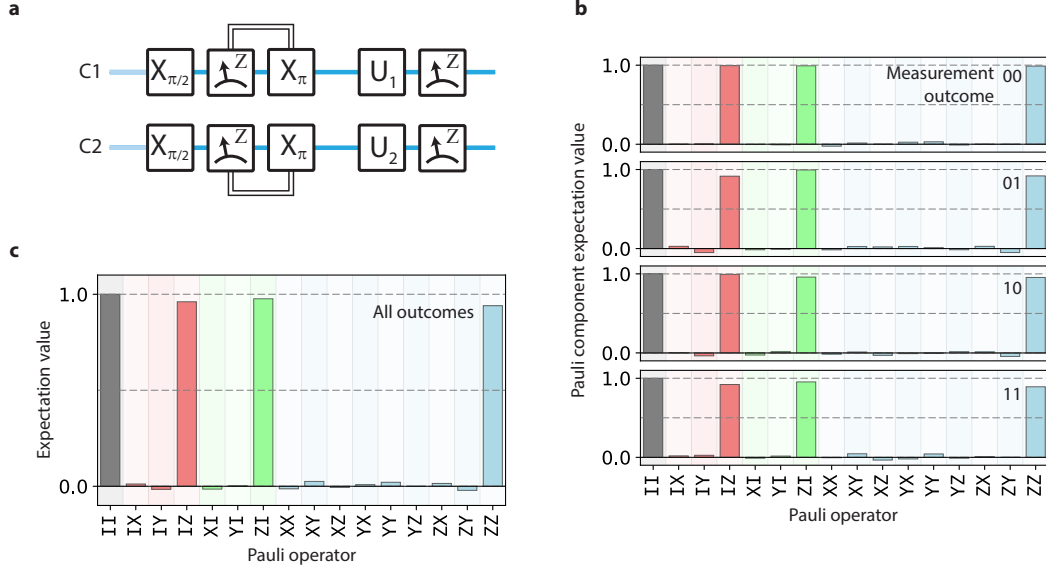 a
C1
X π/2
Z
X π
U 1
Z
C2
X π/2
Z
X π
U 2
Z
b
Pauli component expectation value
1.0
0.0
Measurement 00
outcome
1.0
0.0
01
1.0
0.0
10
1.0
0.0
11
II IX IY IZ XI YI ZI XX XY XZ YX YY YZ ZX ZY ZZ
Pauli operator
c
Expectation value
1.0
0.0
All outcomes
II IX IY IZ XI YI ZI XX XY XZ YX YY YZ ZX ZY ZZ
Pauli operator